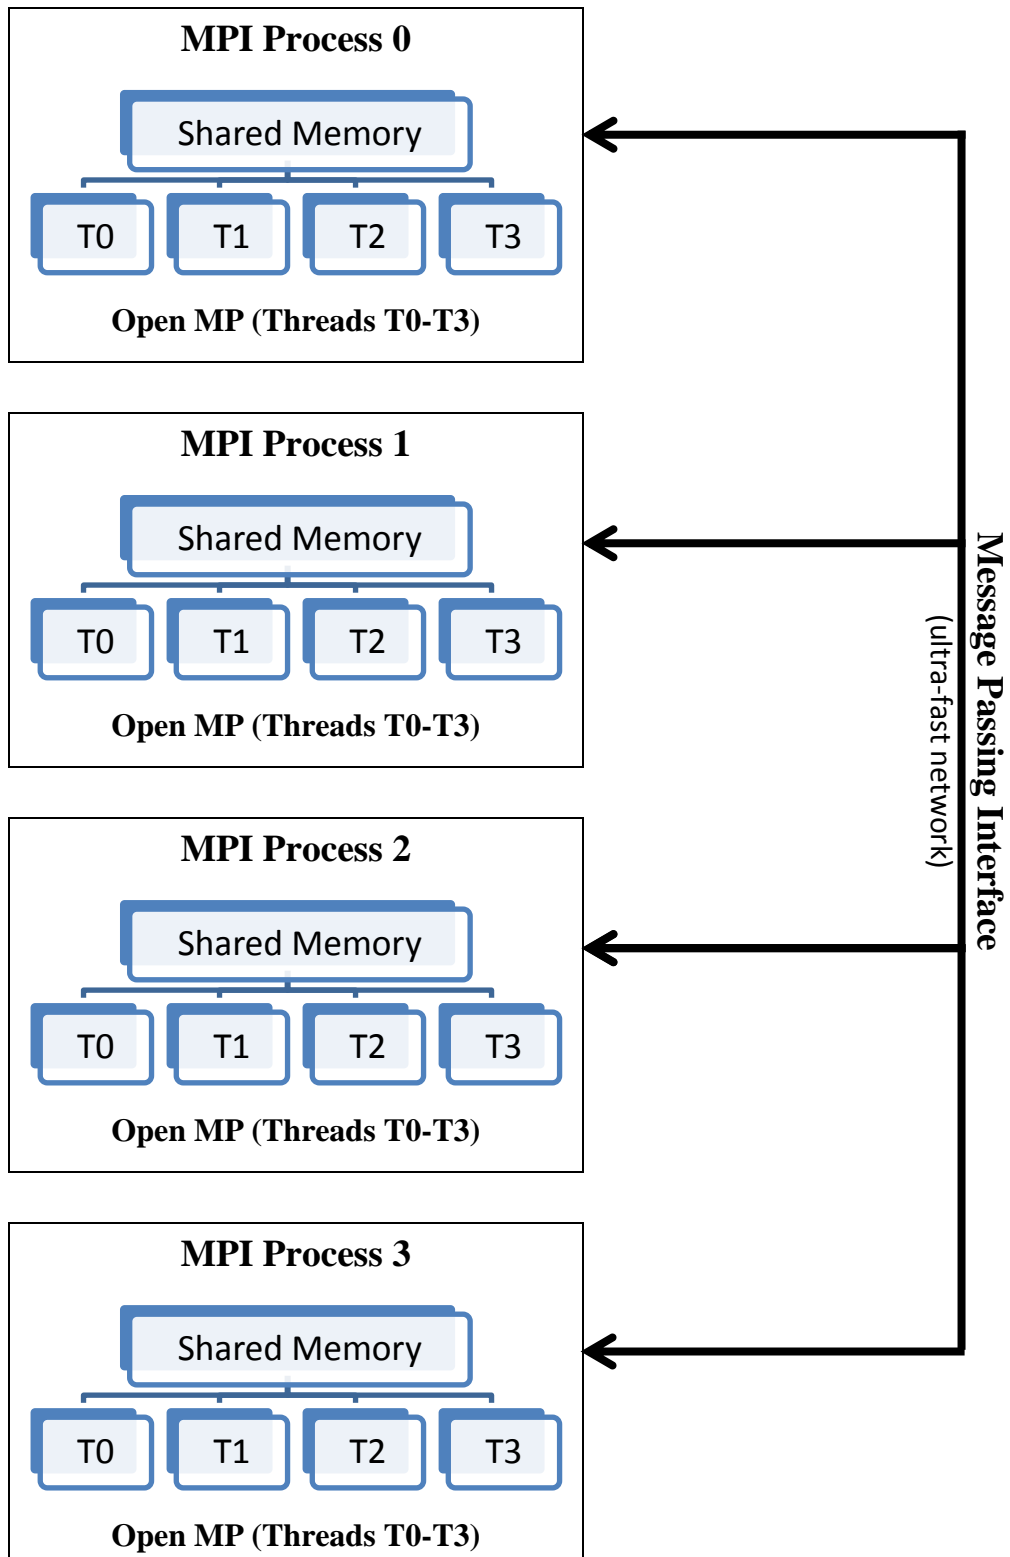 MPI Process 0
Shared Memory
T0 T1 T2 T3
Open MP (Threads T0-T3)
MPI Process 1
Shared Memory
T0 T1 T2 T3
Open MP (Threads T0-T3)
MPI Process 2
Shared Memory
T0 T1 T2 T3
Open MP (Threads T0-T3)
MPI Process 3
Shared Memory
T0 T1 T2 T3
Open MP (Threads T0-T3)
Message Passing Interface
(ultra-fast network)